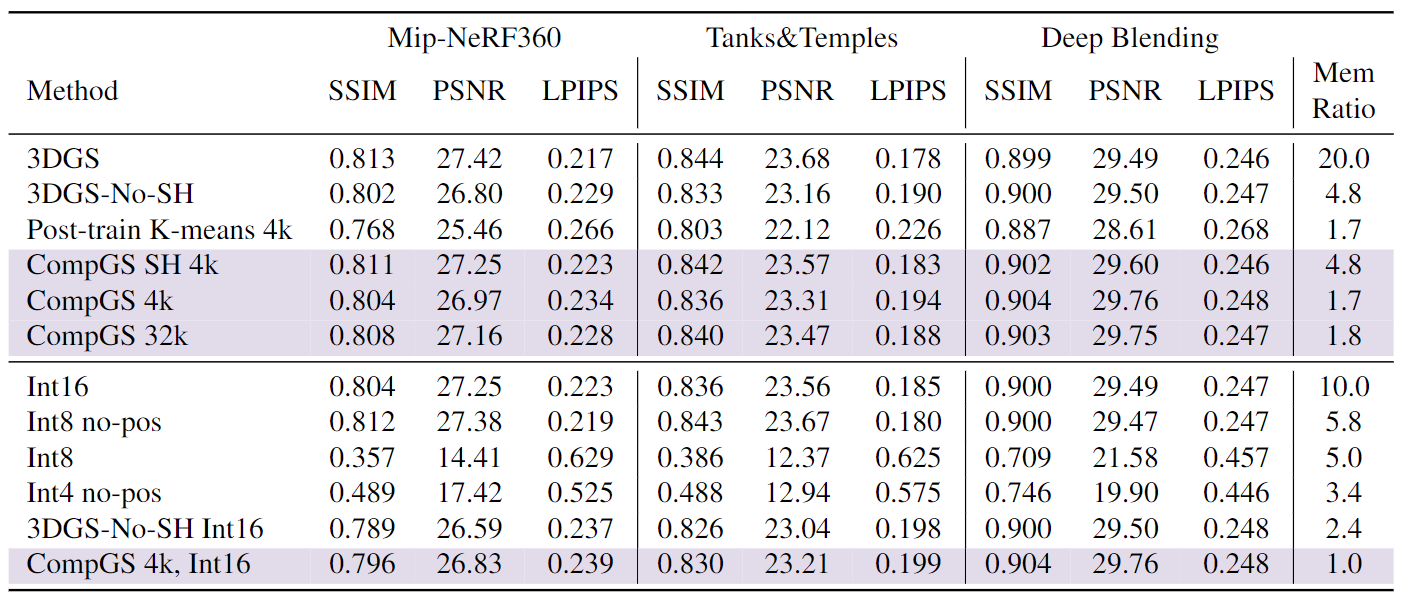 Mip-NeRF360 Tanks&Temples Deep Blending
Method SSIM PSNR LPIPS SSIM PSNR LPIPS SSIM PSNR LPIPS Mem Ratio
3DGS 0.813 27.42 0.217 0.844 23.68 0.178 0.899 29.49 0.246 20.0
3DGS-No-SH 0.802 26.80 0.229 0.833 23.16 0.190 0.900 29.50 0.247 4.8
Post-train K-means 4k 0.768 25.46 0.266 0.803 22.12 0.226 0.887 28.61 0.268 1.7
CompGS SH 4k 0.811 27.25 0.223 0.842 23.57 0.183 0.902 29.60 0.246 4.8
CompGS 4k 0.804 26.97 0.234 0.836 23.31 0.194 0.904 29.76 0.248 1.7
CompGS 32k 0.808 27.16 0.228 0.840 23.47 0.188 0.903 29.75 0.247 1.8
Int16 0.804 27.25 0.223 0.836 23.56 0.185 0.900 29.49 0.247 10.0
Int8 no-pos 0.812 27.38 0.219 0.843 23.67 0.180 0.900 29.47 0.247 5.8
Int8 0.357 14.41 0.629 0.386 12.37 0.625 0.709 21.58 0.457 5.0
Int4 no-pos 0.489 17.42 0.525 0.488 12.94 0.575 0.746 19.90 0.446 3.4
3DGS-No-SH Int16 0.789 26.59 0.237 0.826 23.04 0.198 0.900 29.50 0.248 2.4
CompGS 4k, Int16 0.796 26.83 0.239 0.830 23.21 0.199 0.904 29.76 0.248 1.0